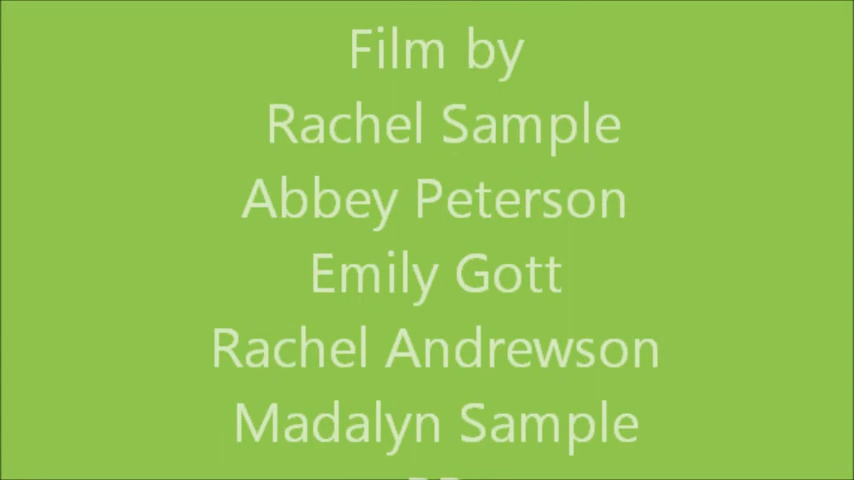 Film by
Rachel Sample
Abbey Peterson
Emily Gott
Rachel Andrewson
Madalyn Sample